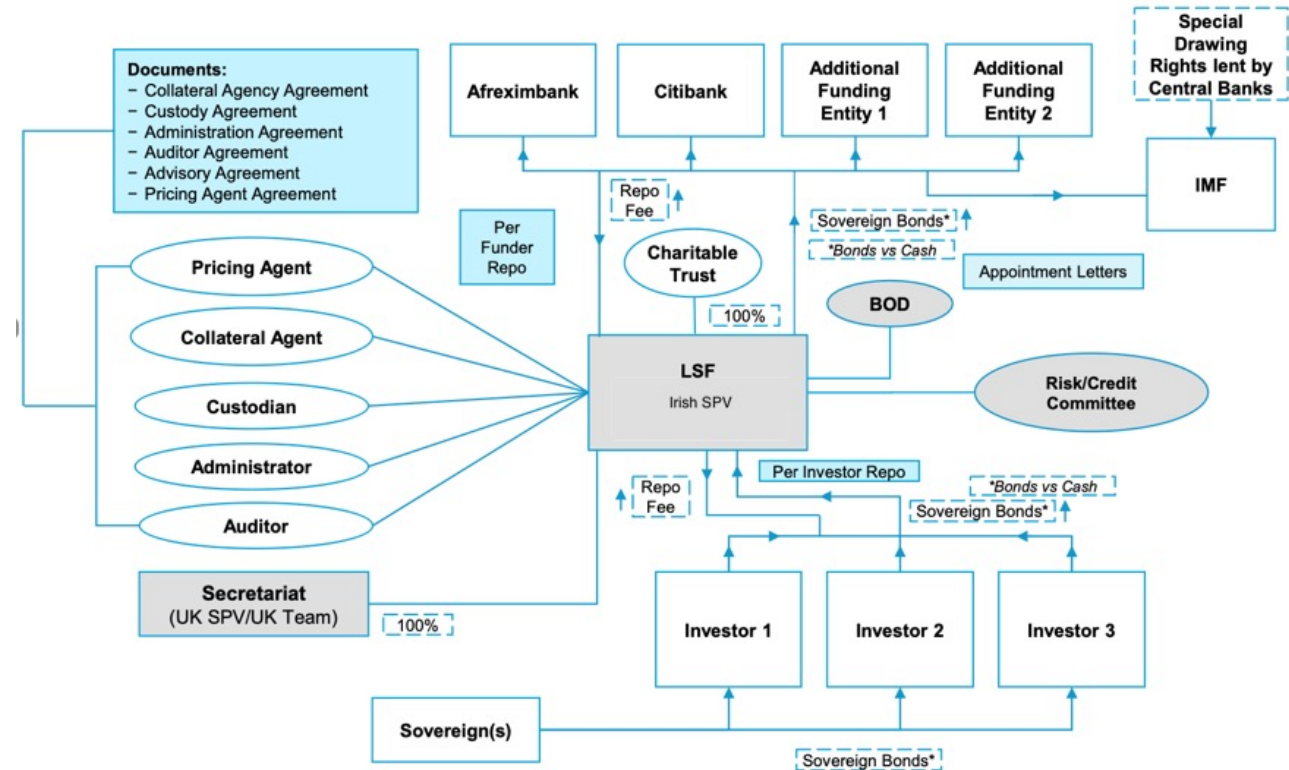 Documents:
– Collateral Agency Agreement
– Custody Agreement
– Administration Agreement
– Auditor Agreement
– Advisory Agreement
– Pricing Agent Agreement
Afreximbank
Citibank
Additional
Funding
Entity 1
Additional
Funding
Entity 2
Special
Drawing
Rights lent by
Central Banks
IMF
Repo
Fee
Sovereign Bonds*
*Bonds vs Cash
Per
Funder
Repo
Charitable
Trust
Appointment Letters
100%
BOD
Pricing Agent
Collateral Agent
Custodian
Administrator
Auditor
LSF
Irish SPV
Risk/Credit
Committee
Per Investor Repo
Repo
Fee
*Bonds vs Cash
Sovereign Bonds*
Secretariat
(UK SPV/UK Team)
100%
Investor 1
Investor 2
Investor 3
Sovereign(s)
Sovereign Bonds*